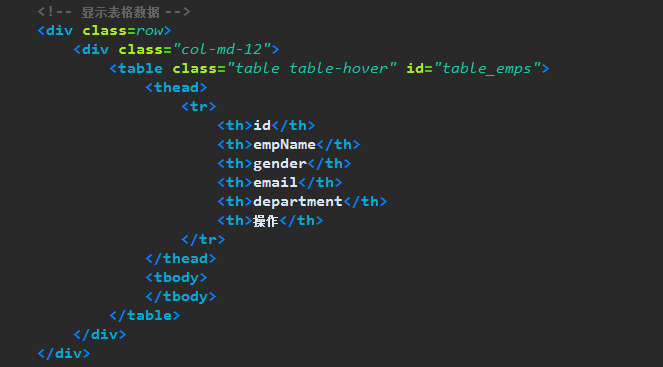 <!-- 显示表格数据 -->
<div class=row>
<div class="col-md-12">
<table class="table table-hover" id="table_emps">
<thead>
<tr>
<th>id</th>
<th>empName</th>
<th>gender</th>
<th>email</th>
<th>department</th>
<th>操作</th>
</tr>
</thead>
<tbody>
</tbody>
</table>
</div>
</div>